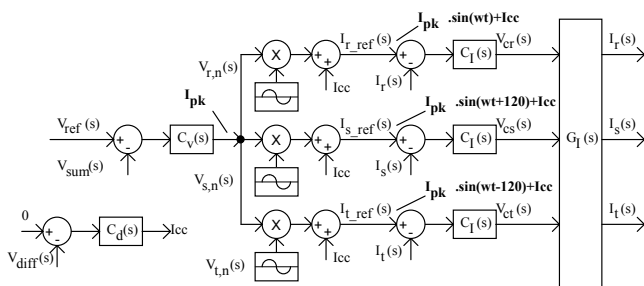 I_pk .sin(wt)+Icc
I_r_ref(s)
V_cr(s)
I_r(s)
X
+
+
+
-
C_I(s)
V_r,n(s)
Icc
I_r(s)
I_pk
I_pk .sin(wt+120)+Icc
V_ref(s)
I_s_ref(s)
V_cs(s)
I_s(s)
+
-
C_v(s)
X
+
+
+
-
C_I(s)
G_I(s)
V_sum(s)
V_s,n(s)
Icc
I_s(s)
I_pk .sin(wt-120)+Icc
0
I_t_ref(s)
V_ct(s)
I_t(s)
+
-
C_d(s)
Icc
X
+
+
+
-
C_I(s)
V_diff(s)
V_t,n(s)
Icc
I_t(s)